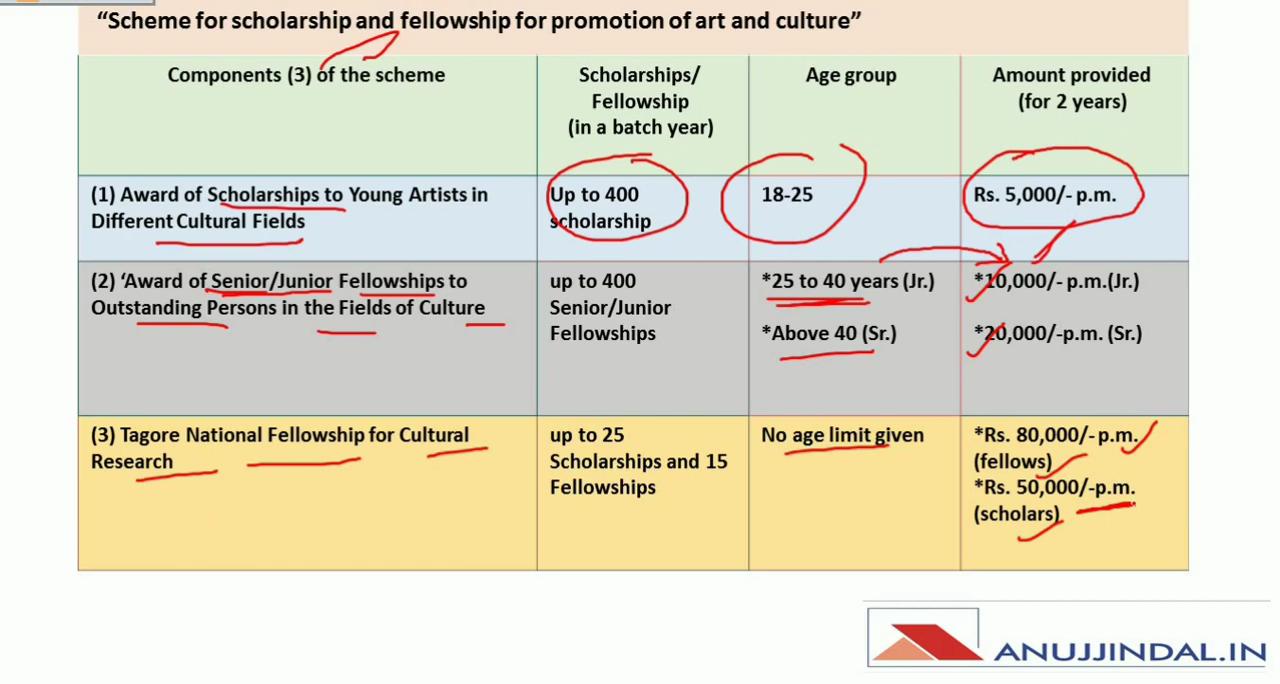 “Scheme for scholarship and fellowship for promotion of art and culture”
Components (3) of the scheme
Scholarships/
Fellowship
(in a batch year)
Age group
Amount provided
(for 2 years)
(1) Award of Scholarships to Young Artists in
Different Cultural Fields
Up to 400
scholarship
18-25
Rs. 5,000/- p.m.
(2) ‘Award of Senior/Junior Fellowships to
Outstanding Persons in the Fields of Culture
up to 400
Senior/Junior
Fellowships
*25 to 40 years (Jr.)
*Above 40 (Sr.)
*10,000/- p.m.(Jr.)
*20,000/-p.m. (Sr.)
(3) Tagore National Fellowship for Cultural
Research
up to 25
Scholarships and 15
Fellowships
No age limit given
*Rs. 80,000/- p.m.
(fellows)
*Rs. 50,000/-p.m.
(scholars)
ANUJJINDAL.IN